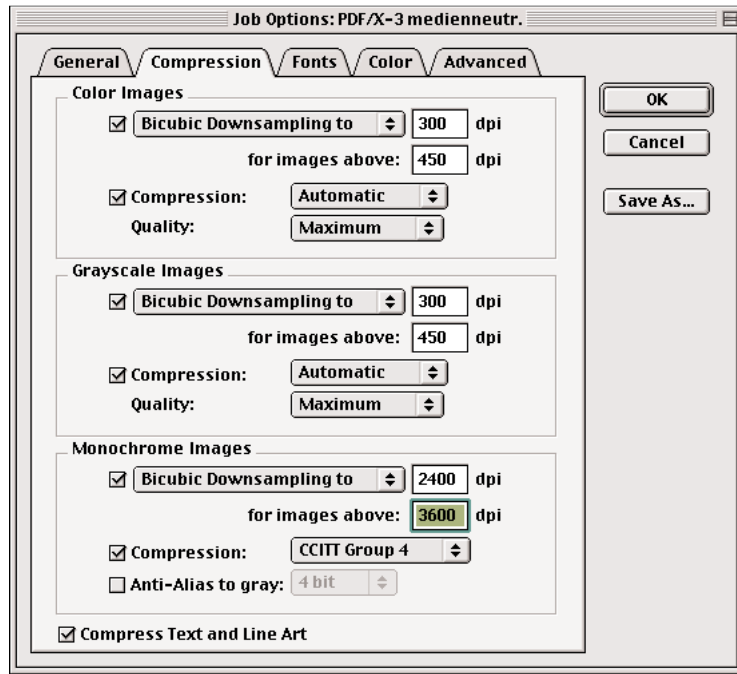 Job Options: PDF/X-3 medienneutr.
General Compression Fonts Color Advanced
Color Images
Bicubic Downsampling to 300 dpi
for images above: 450 dpi
Compression: Automatic
Quality: Maximum
Grayscale Images
Bicubic Downsampling to 300 dpi
for images above: 450 dpi
Compression: Automatic
Quality: Maximum
Monochrome Images
Bicubic Downsampling to 2400 dpi
for images above: 3600 dpi
Compression: CCITT Group 4
Anti-Alias to gray: 4 bit
Compress Text and Line Art
OK
Cancel
Save As...